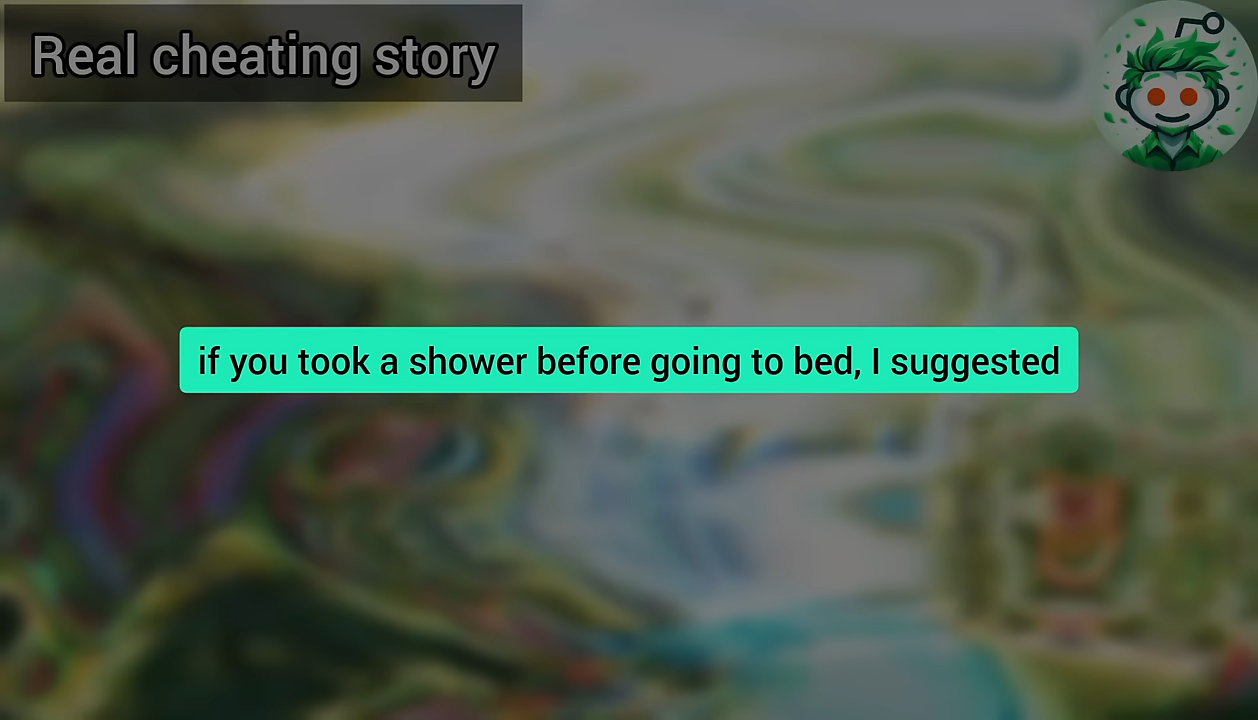 Real cheating story
if you took a shower before going to bed, I suggested